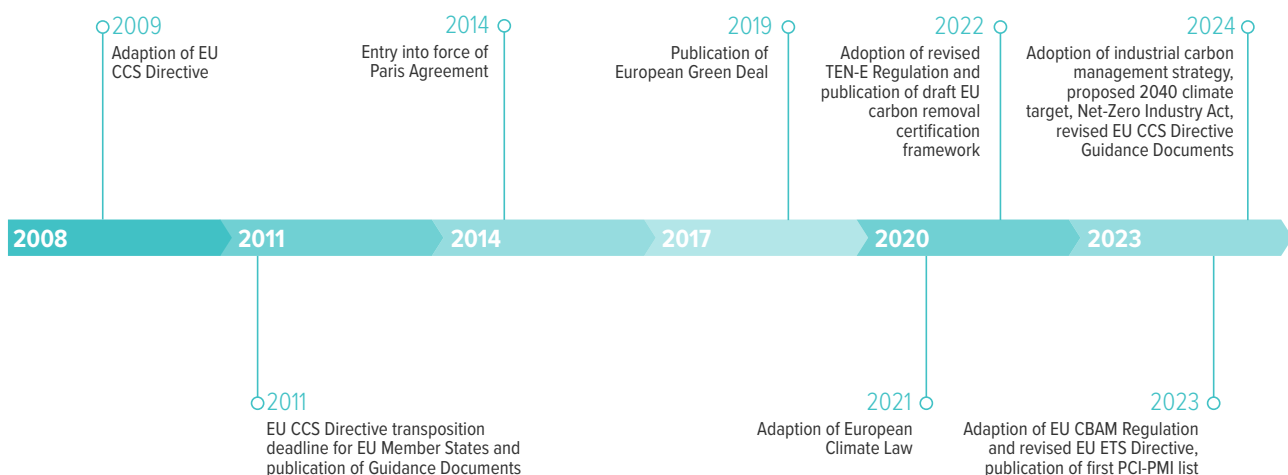 2009
Adaption of EU
CCS Directive
2014
Entry into force of
Paris Agreement
2019
Publication of
European Green Deal
2022
Adoption of revised
TEN-E Regulation and
publication of draft EU
carbon removal
certification
framework
2024
Adoption of industrial carbon
management strategy,
proposed 2040 climate
target, Net-Zero Industry Act,
revised EU CCS Directive
Guidance Documents
2008
2011
2014
2017
2020
2023
2011
EU CCS Directive transposition
deadline for EU Member States and
publication of Guidance Documents
2021
Adaption of European
Climate Law
2023
Adaption of EU CBAM Regulation
and revised EU ETS Directive,
publication of first PCI-PMI list